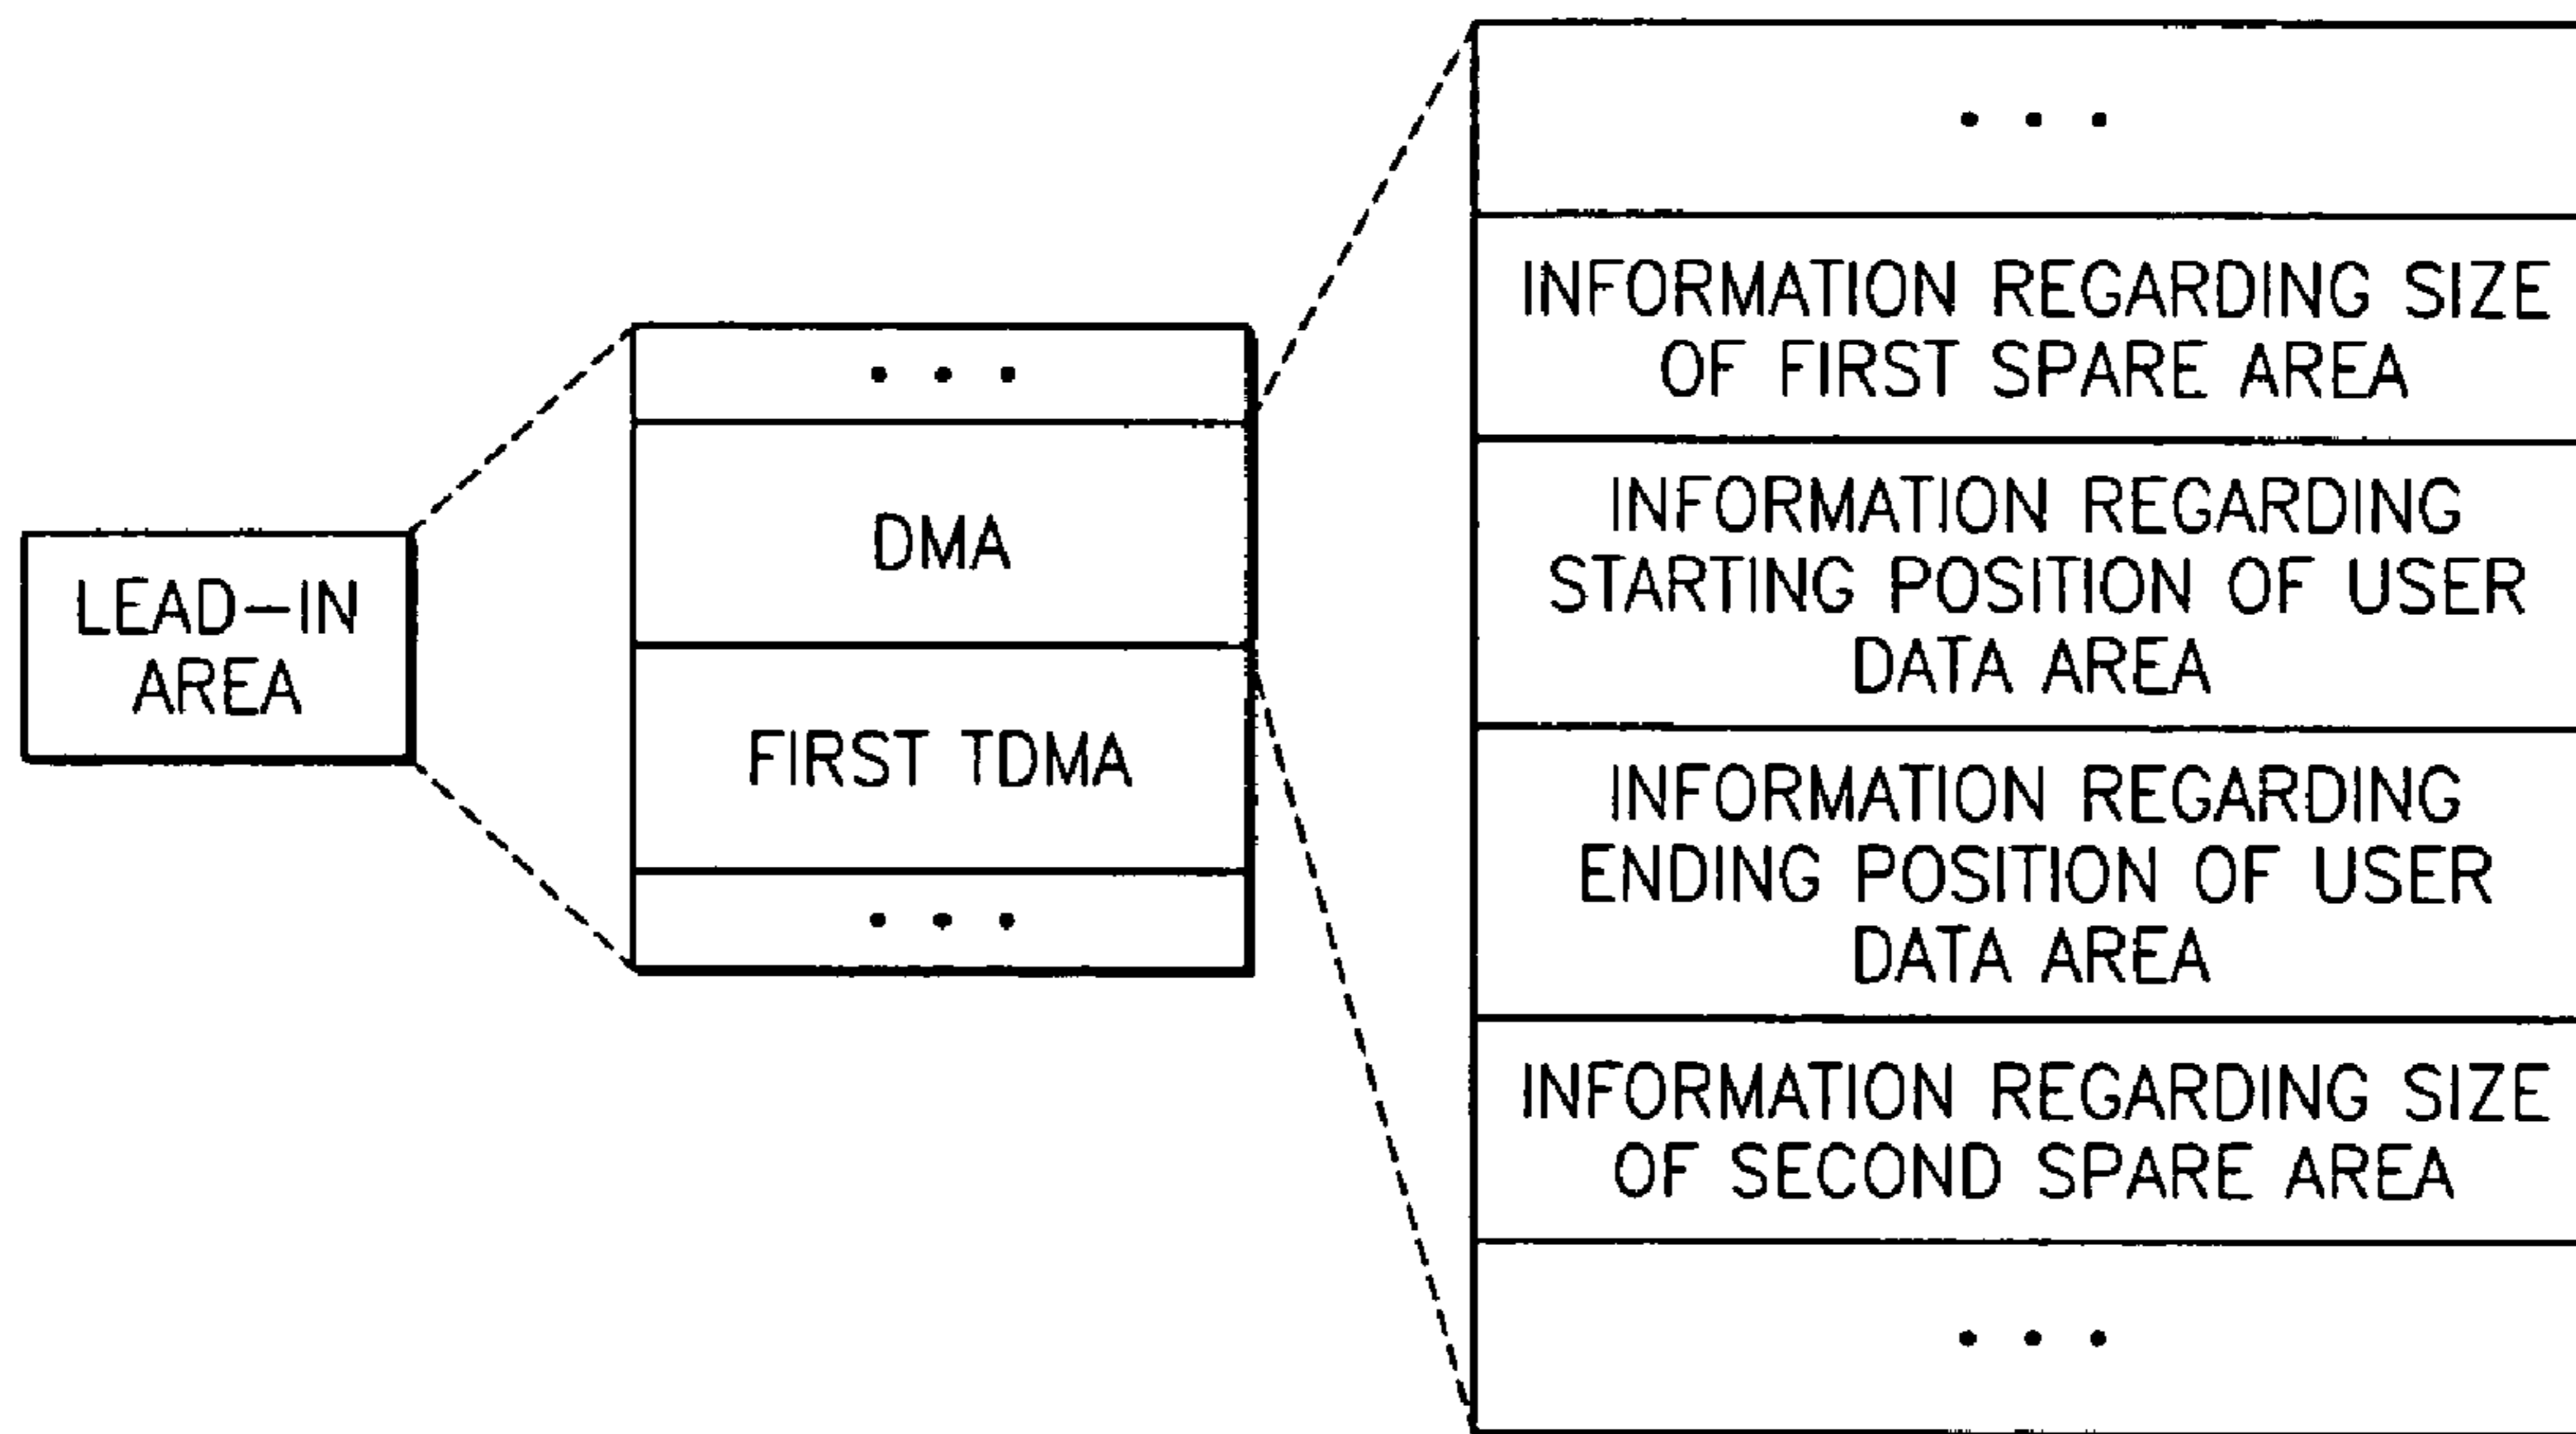 LEAD-IN
AREA
. . .
DMA
FIRST TDMA
. . .
. . .
INFORMATION REGARDING SIZE
OF FIRST SPARE AREA
INFORMATION REGARDING
STARTING POSITION OF USER
DATA AREA
INFORMATION REGARDING
ENDING POSITION OF USER
DATA AREA
INFORMATION REGARDING SIZE
OF SECOND SPARE AREA
. . .